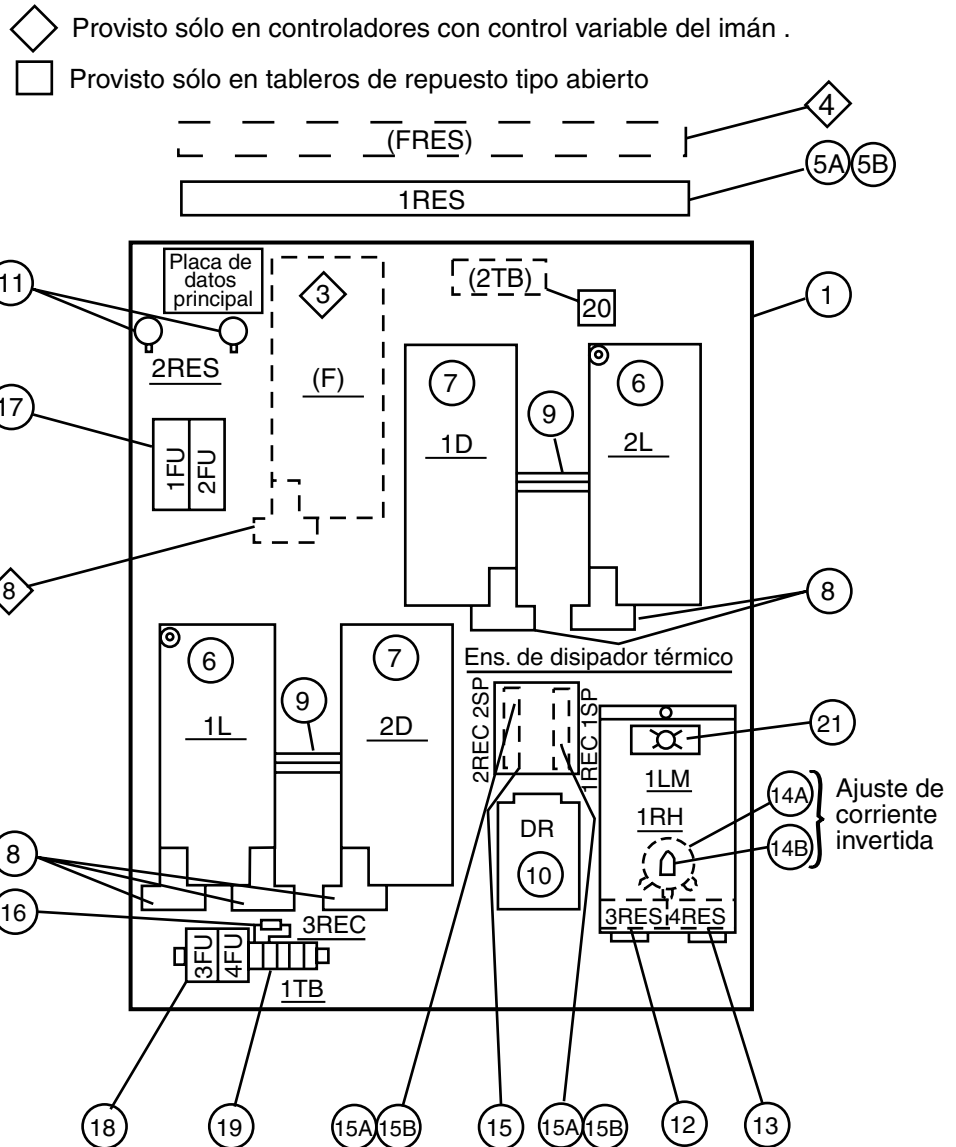 Provisto sólo en controladores con control variable del imán .
Provisto sólo en tableros de repuesto tipo abierto
(FRES)
4
1RES
5A 5B
Placa de
datos
principal
11
3
(2TB)
20
1
2RES
(F)
7
1D
9
6
2L
17
1FU
2FU
8
8
Ens. de disipador térmico
6
1L
9
7
2D
2REC 2SP
1REC 1SP
21
1LM
1RH
14A
14B
Ajuste de
corriente
invertida
DR
10
8
16
3REC
3RES 4RES
3FU
4FU
1TB
18
19
15A 15B
15
15A 15B
12
13